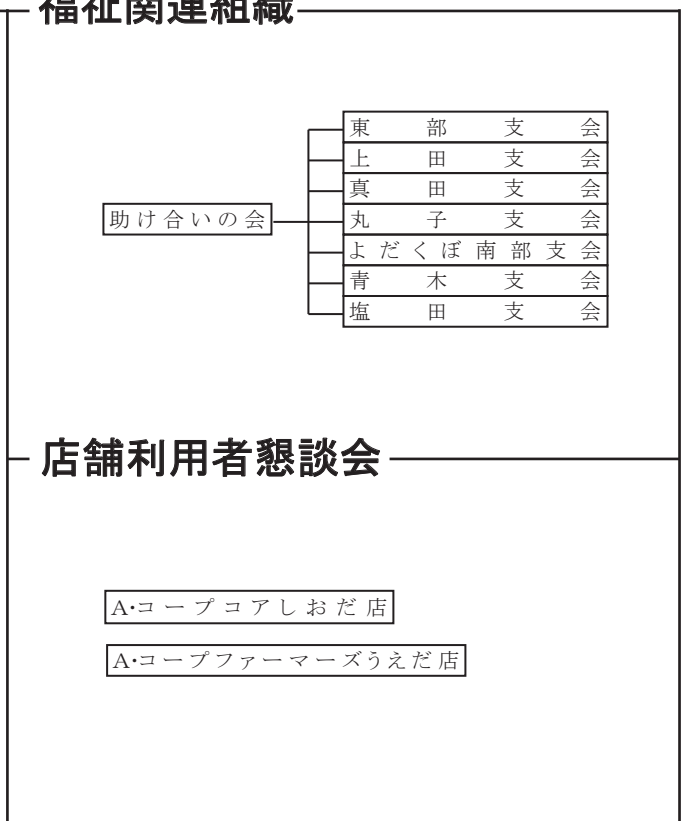 福祉関連組織
東部支会
上田支会
真田支会
助け合いの会
丸子支会
よだくぼ南部支会
青木支会
塩田支会
店舗利用者懇談会
A・コープコアしおだ店
A・コープファーマーズうえだ店